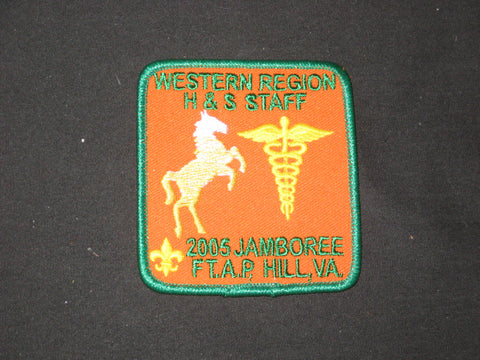 WESTERN REGION
H & S STAFF
2005 JAMBOREE
FT.A.P. HILL, VA.